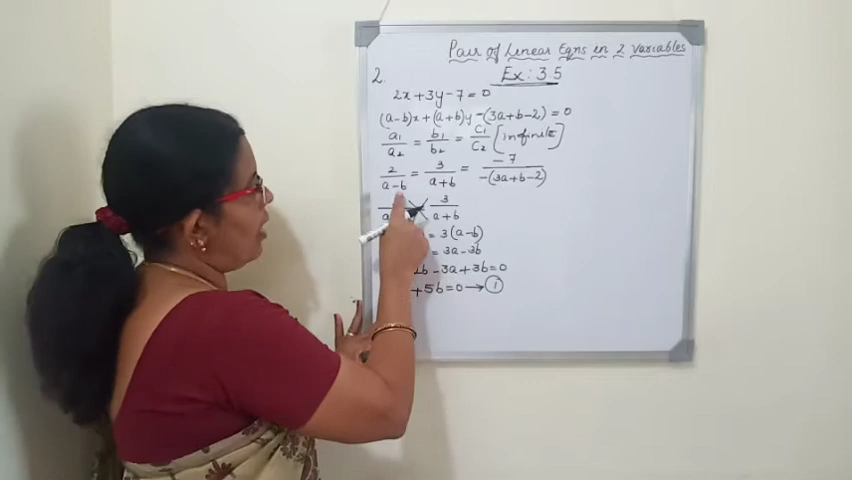 Pair of Linear Eqns in 2 Variables
Ex: 3.5
2.
2x+3y-7=0
(a-b)x+(a+b)y-(3a+b-2)=0
a₁/a₂ = b₁/b₂ = c₁/c₂ [infinite]
2/(a-b) = 3/(a+b) = -7/-(3a+b-2)
a = 3/(a+b)
= 3(a-b)
= 3a-3b
2b-3a+3b=0
+5b=0→①